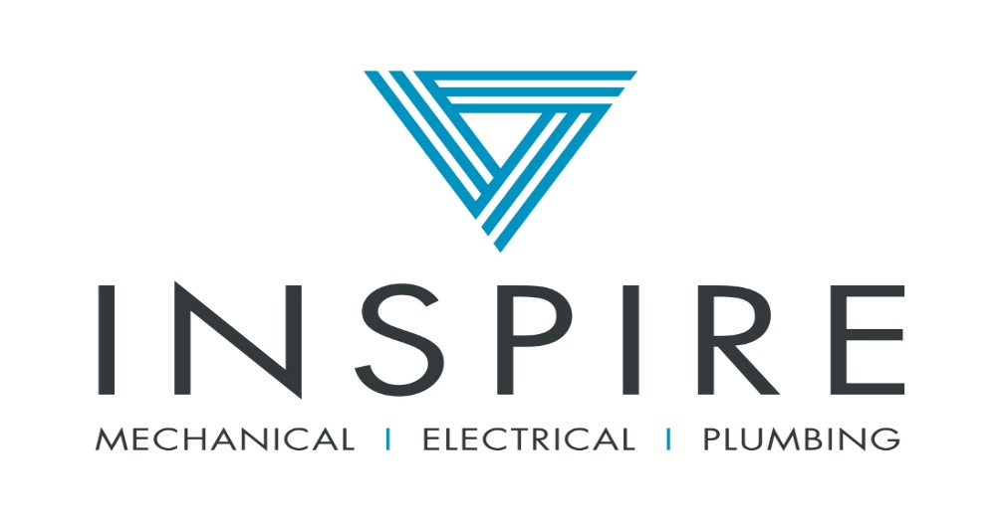 INSPIRE
MECHANICAL | ELECTRICAL | PLUMBING